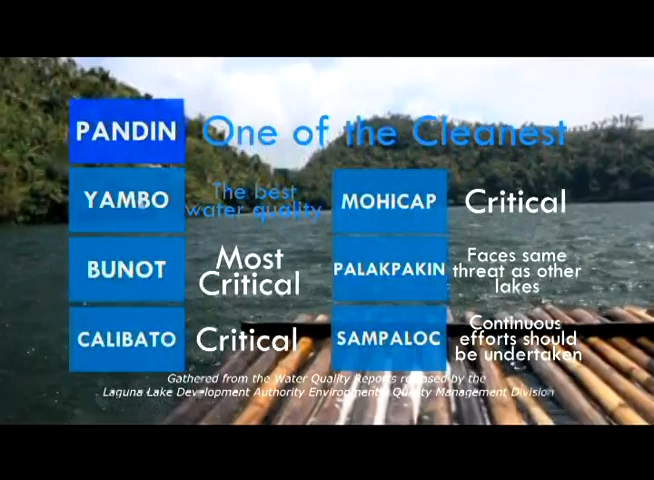 PANDIN One of the Cleanest
YAMBO The best
water quality
MOHICAP Critical
BUNOT Most
Critical
PALAKPAKIN Faces same
threat as other
lakes
CALIBATO Critical
SAMPALOC Continuous
efforts should
be undertaken
Gathered from the Water Quality Reports released by the
Laguna Lake Development Authority Environmental Quality Management Division